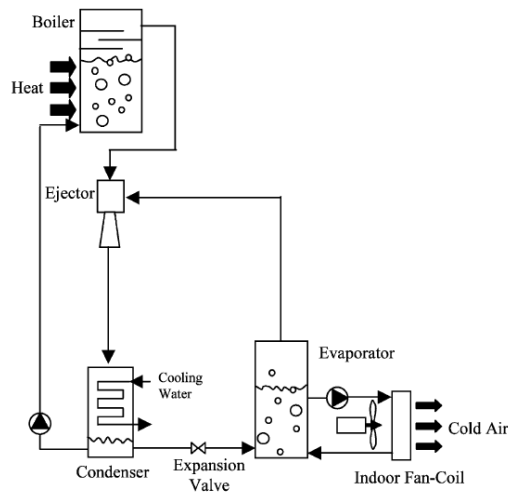 Boiler
Heat
Ejector
Evaporator
Cooling
Water
Cold Air
Condenser
Expansion
Valve
Indoor Fan-Coil